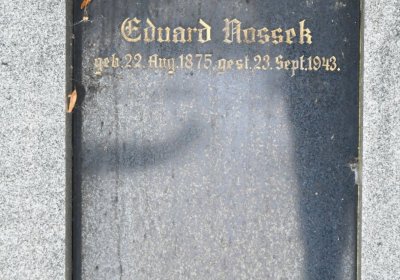 Eduard Nossek
geb. 22. Aug. 1875, gest. 23. Sept. 1943.